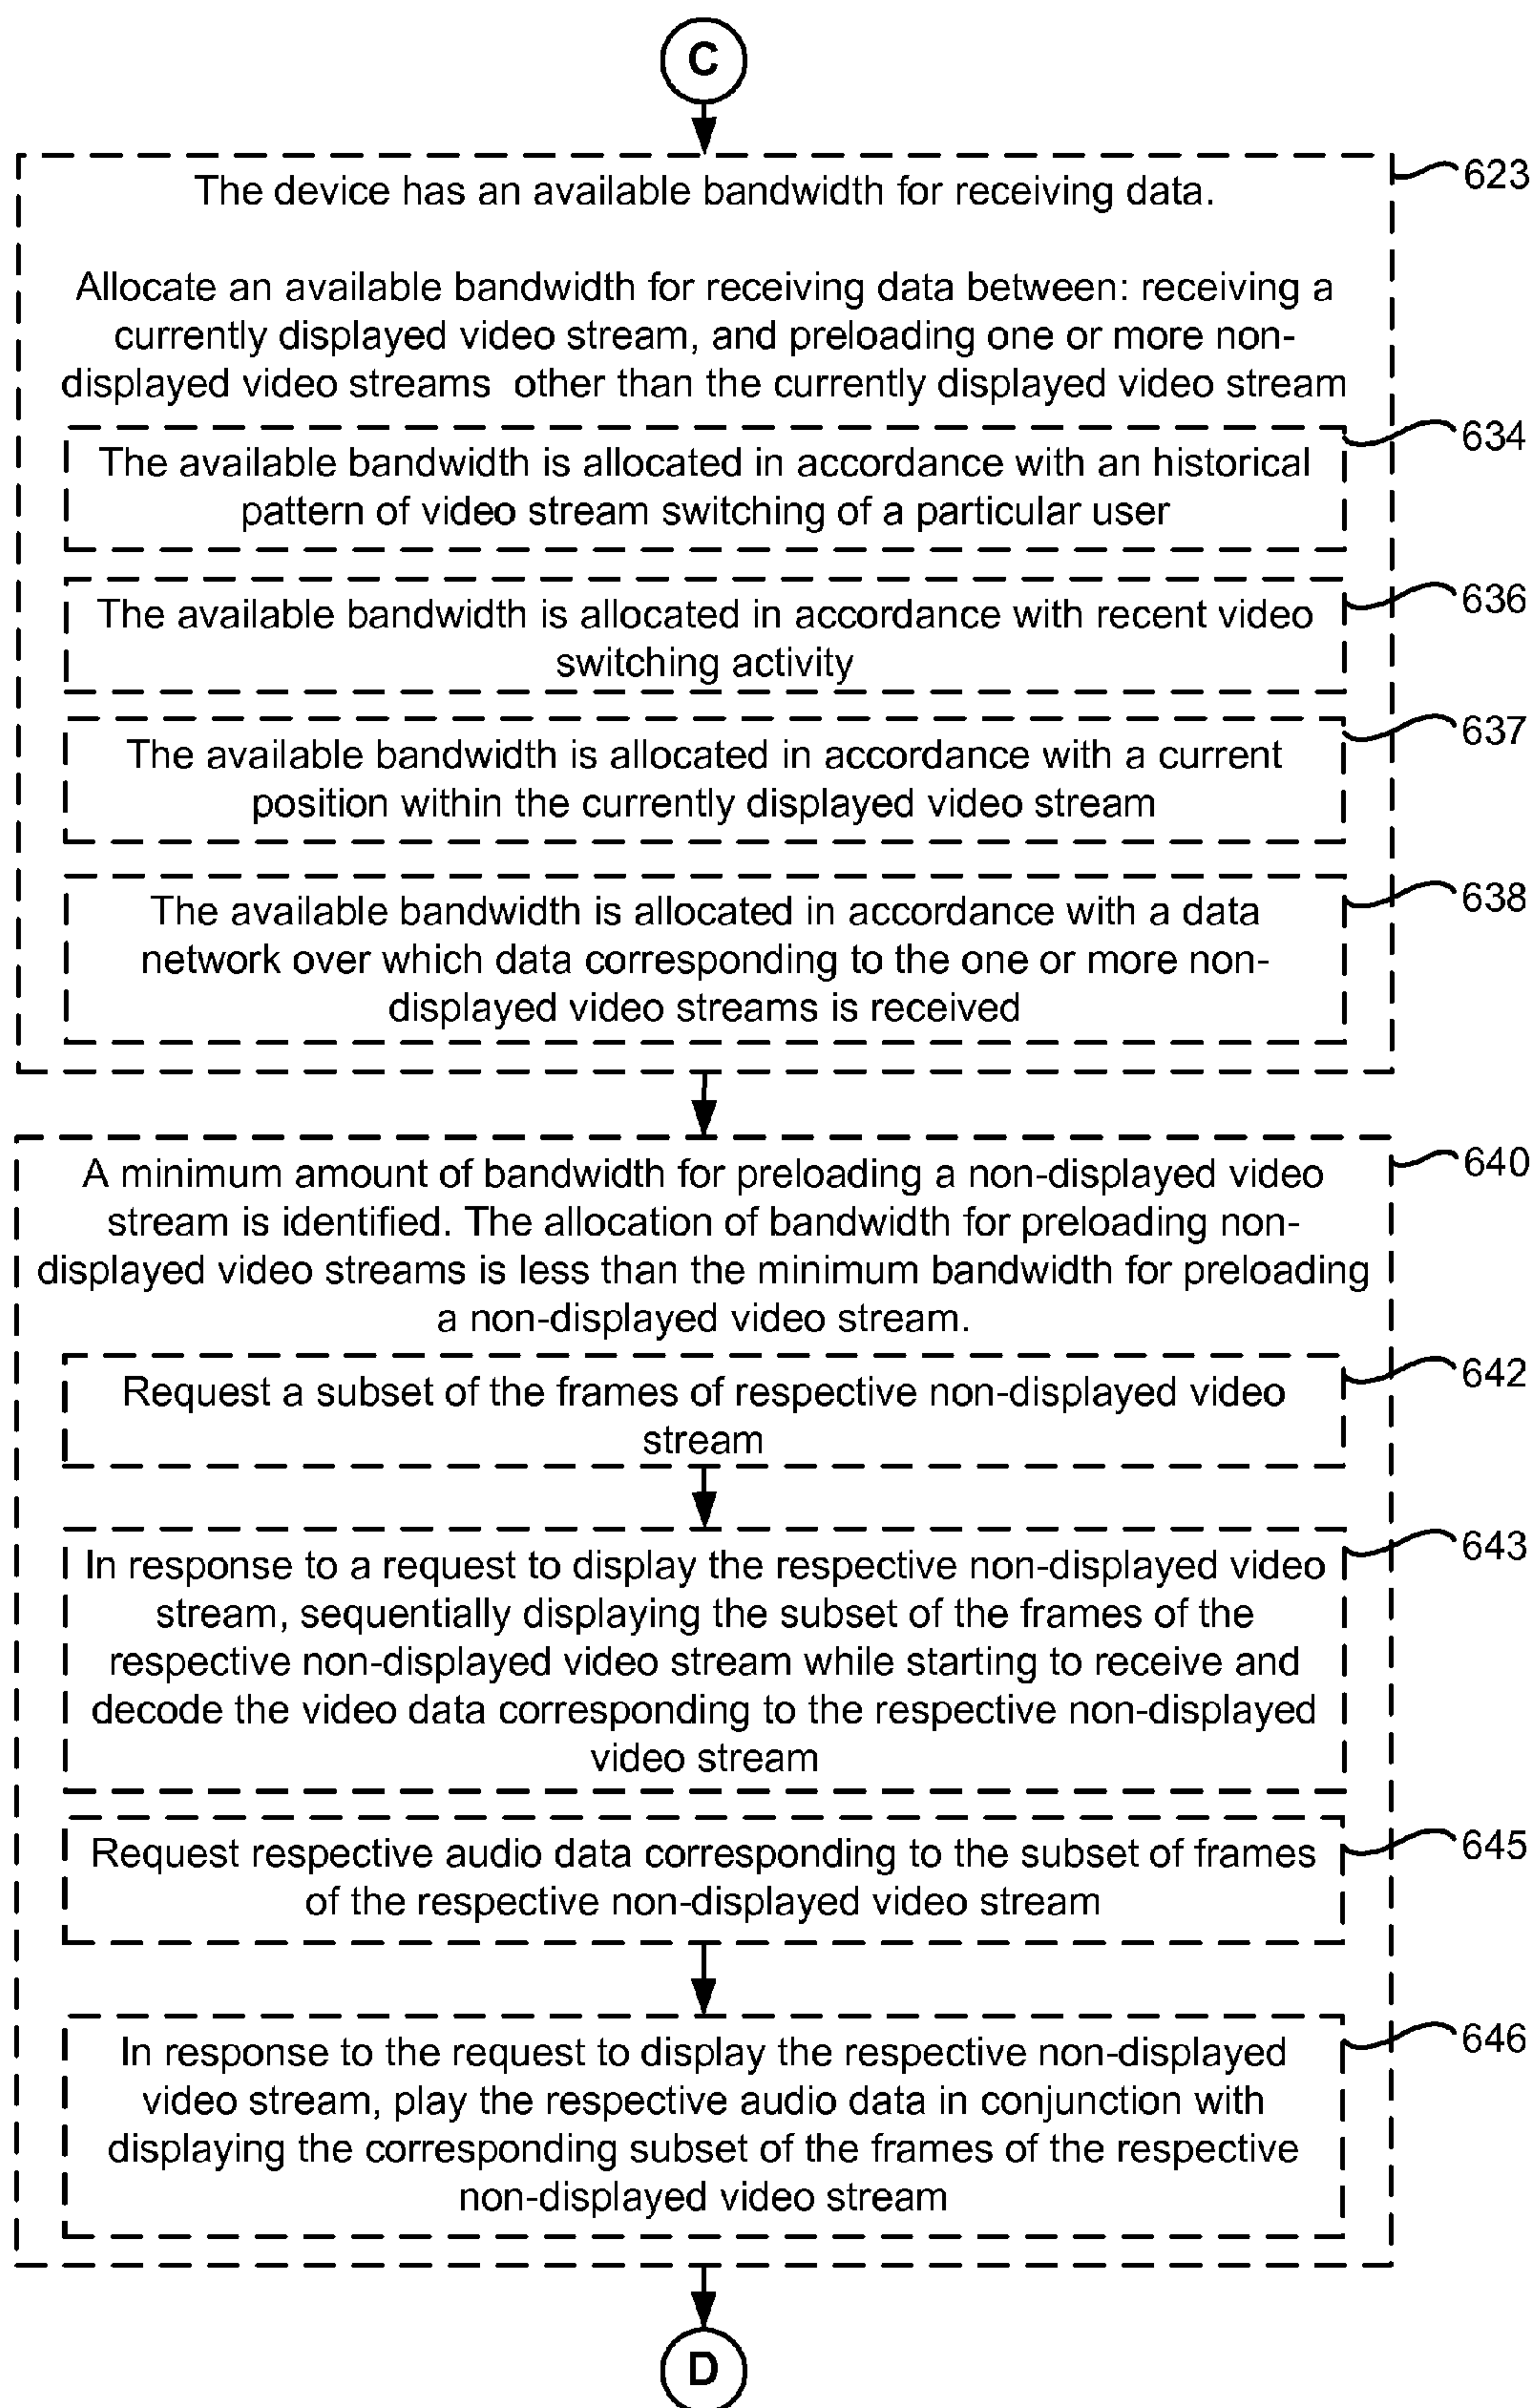 C
623
The device has an available bandwidth for receiving data.
Allocate an available bandwidth for receiving data between: receiving a
currently displayed video stream, and preloading one or more non-
displayed video streams other than the currently displayed video stream
634
The available bandwidth is allocated in accordance with an historical
pattern of video stream switching of a particular user
636
The available bandwidth is allocated in accordance with recent video
switching activity
637
The available bandwidth is allocated in accordance with a current
position within the currently displayed video stream
638
The available bandwidth is allocated in accordance with a data
network over which data corresponding to the one or more non-
displayed video streams is received
640
A minimum amount of bandwidth for preloading a non-displayed video
stream is identified. The allocation of bandwidth for preloading non-
displayed video streams is less than the minimum bandwidth for preloading
a non-displayed video stream.
642
Request a subset of the frames of respective non-displayed video
stream
643
In response to a request to display the respective non-displayed video
stream, sequentially displaying the subset of the frames of the
respective non-displayed video stream while starting to receive and
decode the video data corresponding to the respective non-displayed
video stream
645
Request respective audio data corresponding to the subset of frames
of the respective non-displayed video stream
646
In response to the request to display the respective non-displayed
video stream, play the respective audio data in conjunction with
displaying the corresponding subset of the frames of the respective
non-displayed video stream
D